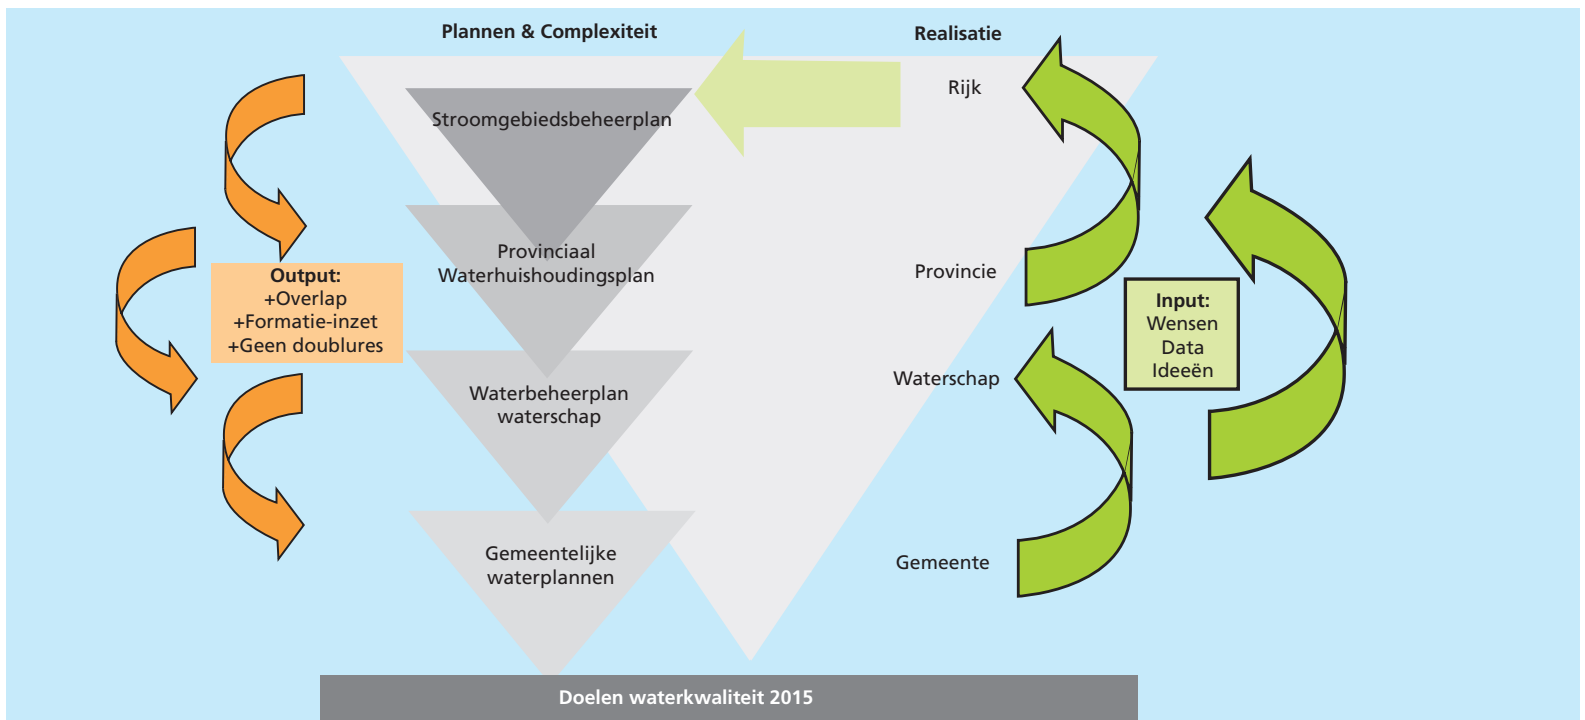 Plannen & Complexiteit
Realisatie
Rijk
Stroomgebiedsbeheerplan
Provinciaal
Waterhuishoudingsplan
Provincie
Output:
+Overlap
+Formatie-inzet
+Geen doublures
Input:
Wensen
Data
Ideeën
Waterschap
Waterbeheerplan
waterschap
Gemeentelijke
waterplannen
Gemeente
Doelen waterkwaliteit 2015